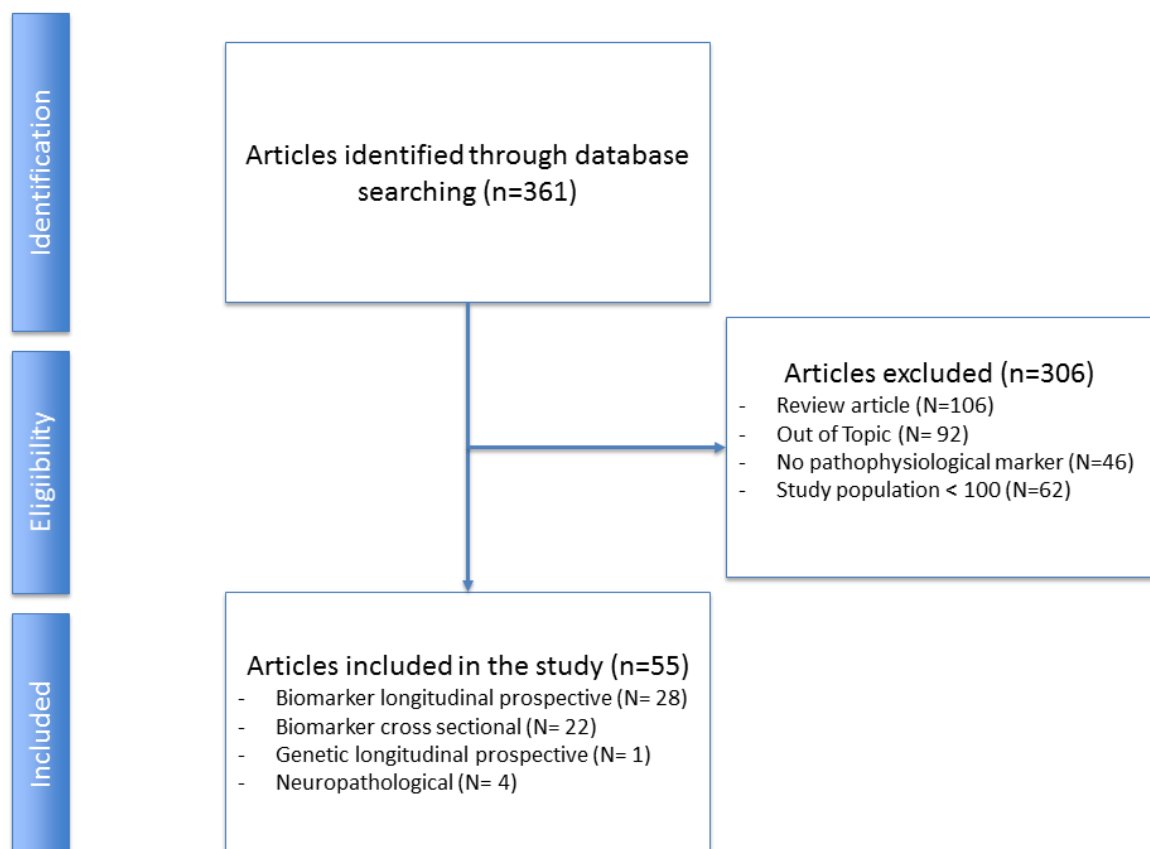 Identification
Articles identified through database
searching (n=361)
Eligiibility
Articles excluded (n=306)
- Review article (N=106)
- Out of Topic (N= 92)
- No pathophysiological marker (N=46)
- Study population < 100 (N=62)
Included
Articles included in the study (n=55)
- Biomarker longitudinal prospective (N= 28)
- Biomarker cross sectional (N= 22)
- Genetic longitudinal prospective (N= 1)
- Neuropathological (N= 4)